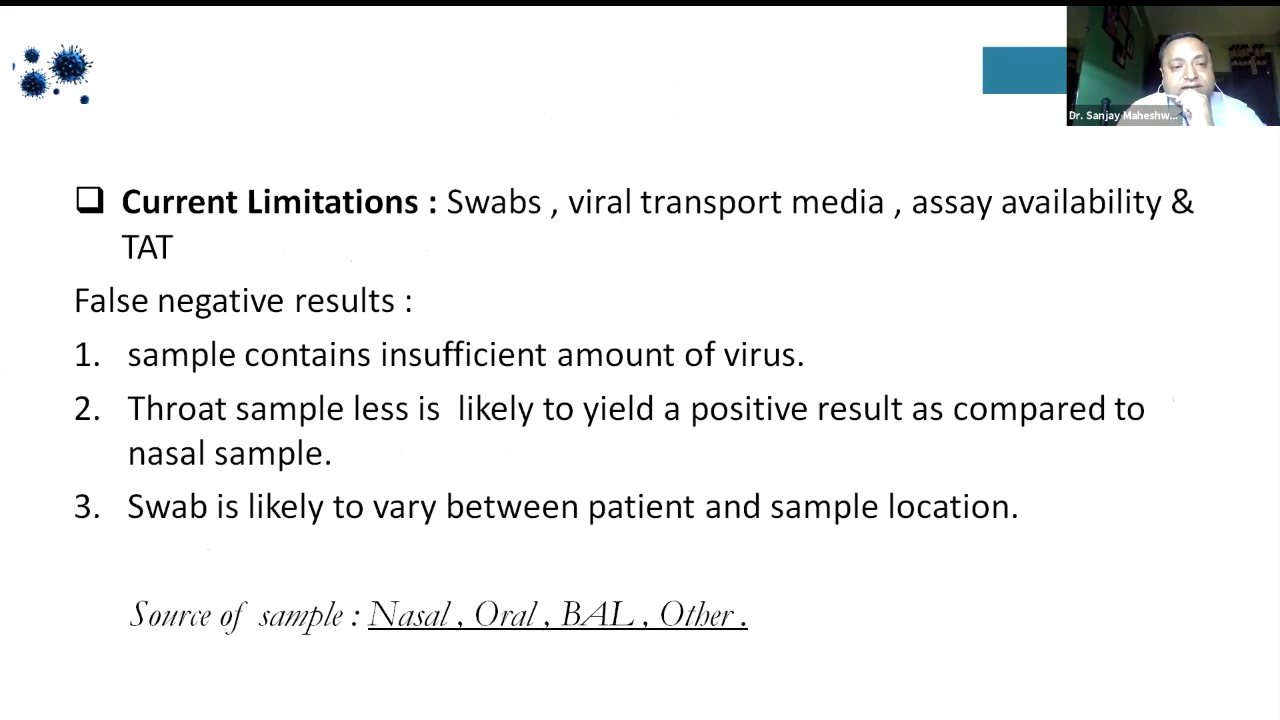 Dr. Sanjay Maheshw...
❑ Current Limitations : Swabs , viral transport media , assay availability &
TAT
False negative results :
1. sample contains insufficient amount of virus.
2. Throat sample less is likely to yield a positive result as compared to
nasal sample.
3. Swab is likely to vary between patient and sample location.
Source of sample : Nasal , Oral , BAL , Other .